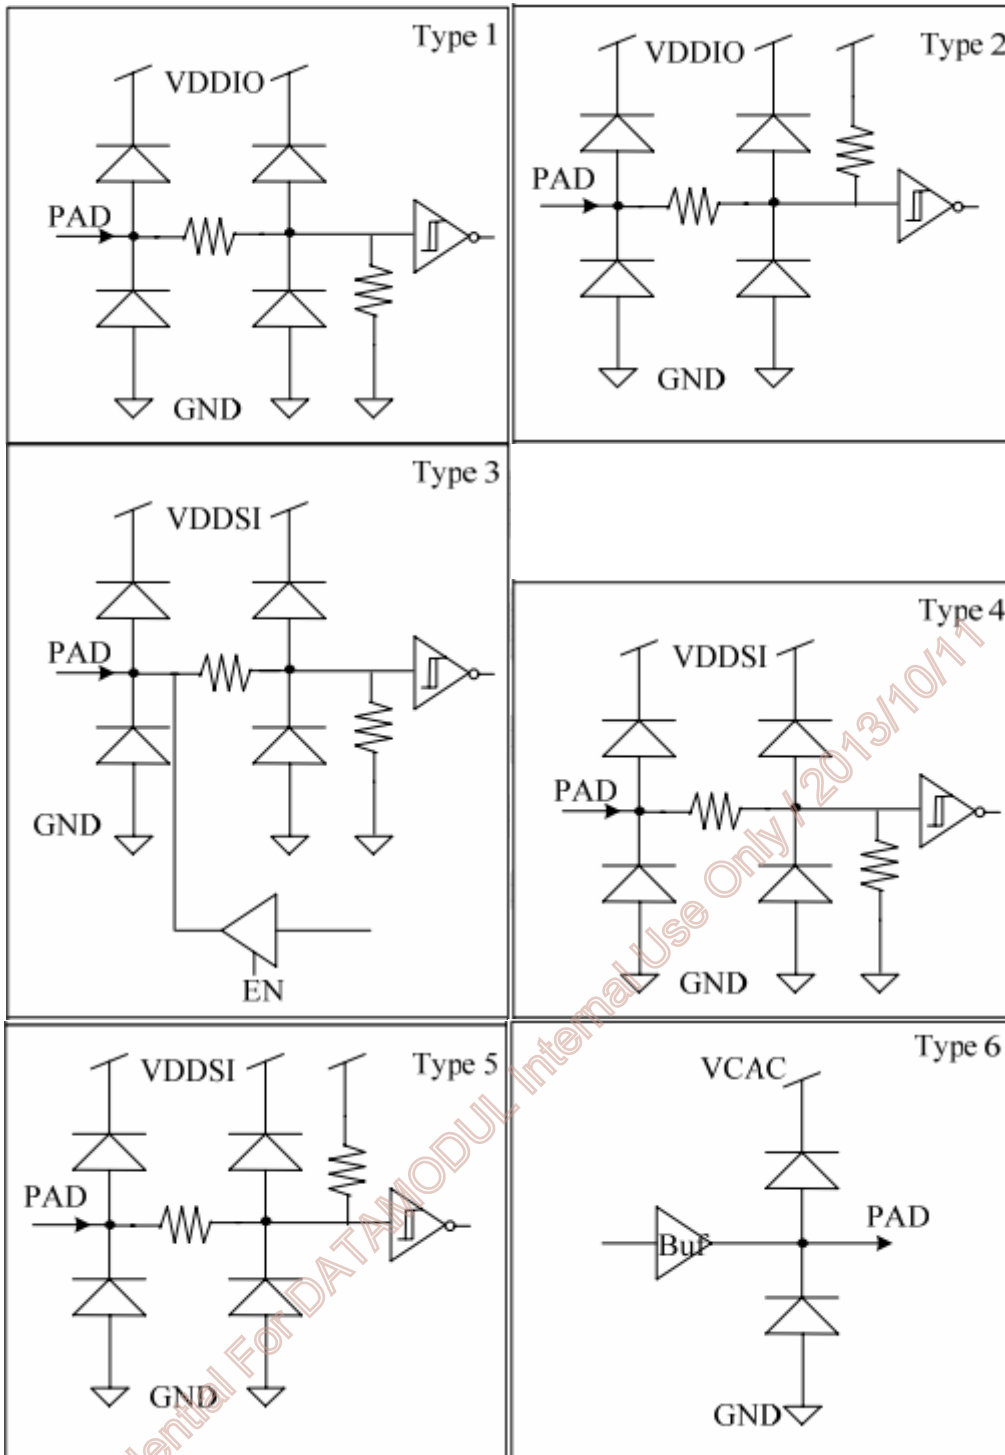 Type 1
VDDIO
PAD
GND
Type 2
VDDIO
PAD
GND
Type 3
VDDSI
PAD
GND
EN
Type 4
VDDSI
PAD
GND
Type 5
VDDSI
PAD
GND
Type 6
VCAC
Buf
PAD
GND
For DATAMODUL Internal Use Only / 2013/10/11